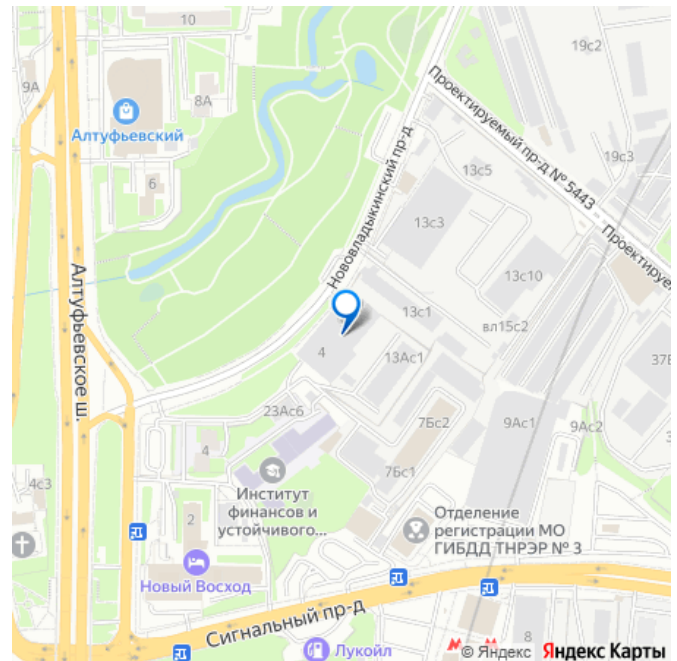 10
19с2
9А
8А
Алтуфьевский
Проектируемый пр-д № 5443
19с3
6
13с5
Нововладыкинский пр-д
13с3
Проектируем
13с10
Алтуфьевское ш.
13с1
вл15с2
4
13Ас1
37Б
23Ас6
7Бс2
9Ас1
9Ас2
4
4с3
7Бс1
Институт
финансов и
устойчивого...
Отделение
регистрации МО
ГИБДД ТНРЭР № 3
2
Новый Восход
Сигнальный пр-д
8
Лукойл
© Яндекс Яндекс Карты